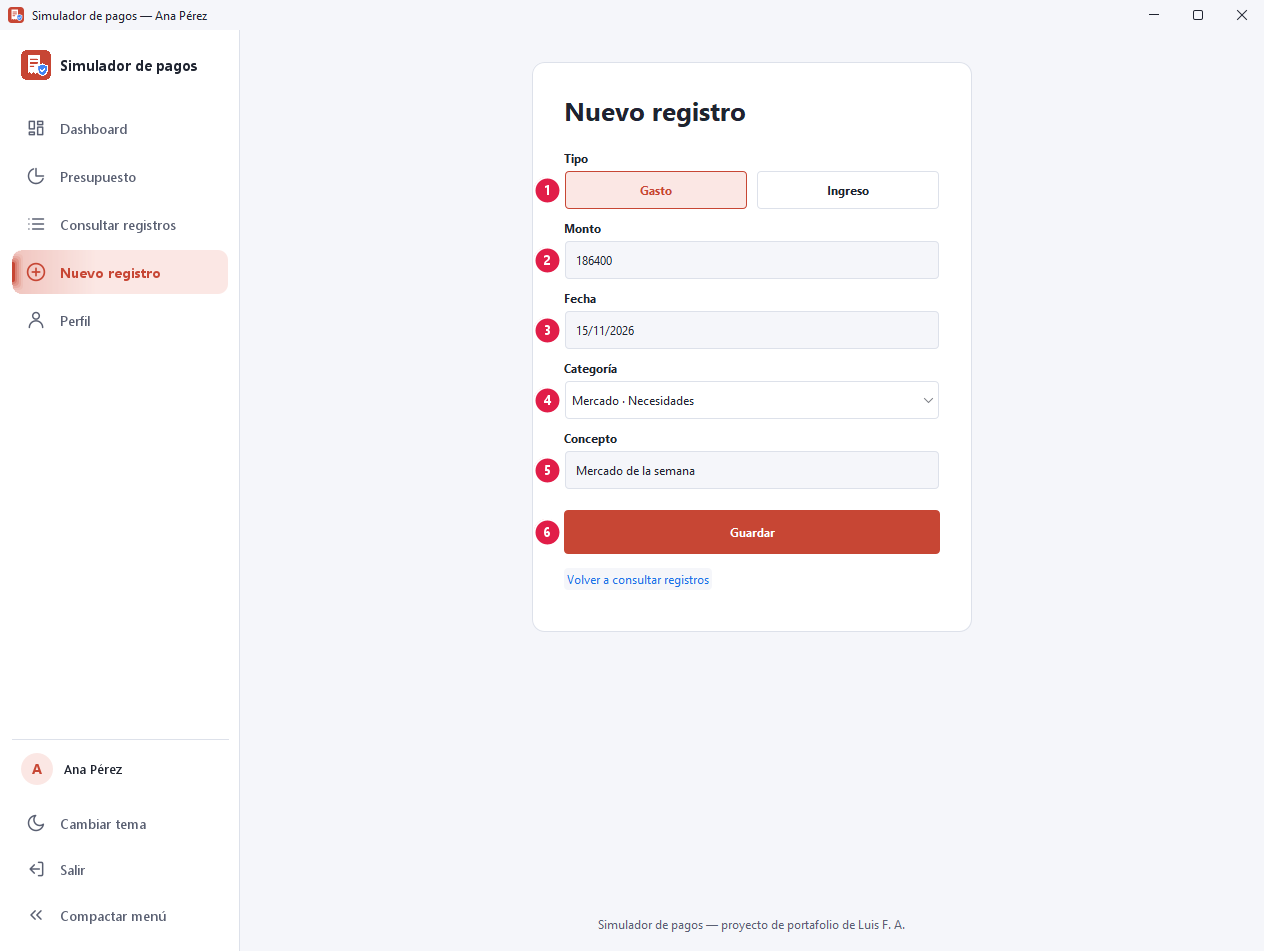 Simulador de pagos — Ana Pérez
Simulador de pagos
Dashboard
Presupuesto
Consultar registros
Nuevo registro
Perfil
Ana Pérez
A
Cambiar tema
Salir
Compactar menú
Nuevo registro
Tipo
1 Gasto Ingreso
Monto
2 186400
Fecha
3 15/11/2026
Categoría
4 Mercado · Necesidades
Concepto
5 Mercado de la semana
6 Guardar
Volver a consultar registros
Simulador de pagos — proyecto de portafolio de Luis F. A.